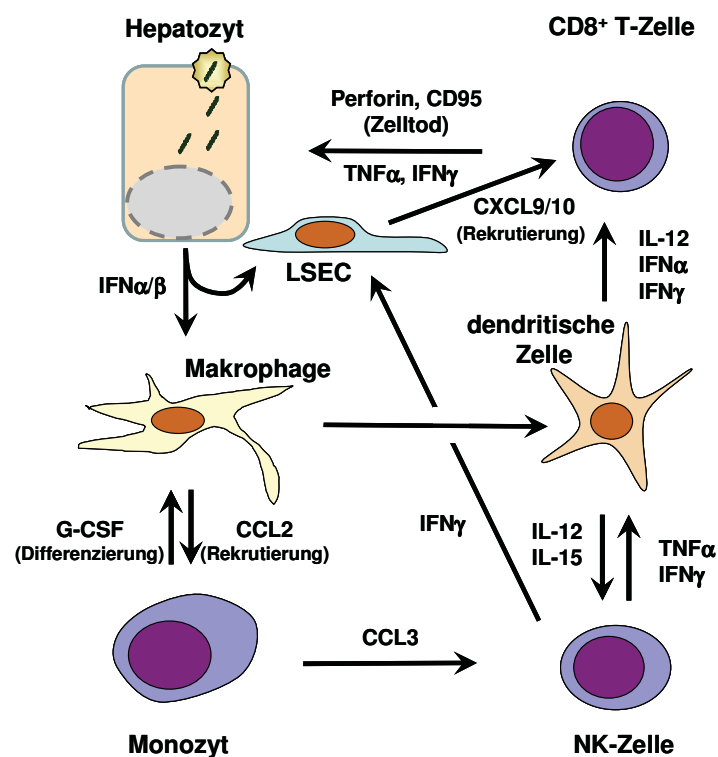 Hepatozyt
CD8⁺ T-Zelle
Perforin, CD95
(Zelltod)
TNFα, IFNγ
CXCL9/10
(Rekrutierung)
LSEC
IFNα/β
IL-12
IFNα
IFNγ
dendritische
Zelle
Makrophage
G-CSF
(Differenzierung)
CCL2
(Rekrutierung)
IFNγ
IL-12
IL-15
TNFα
IFNγ
CCL3
Monozyt
NK-Zelle